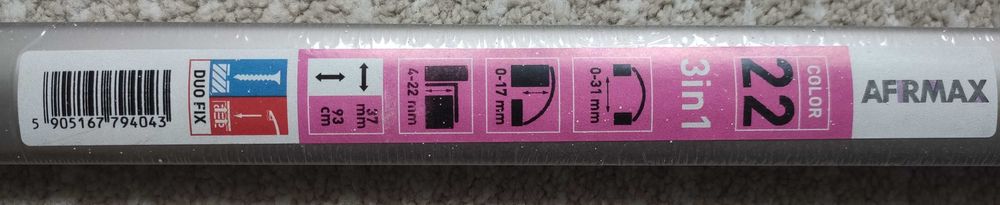 AFIRMAX
COLOR
22
3in1
0-31 mm
0-17 mm
4-22 mm
37 mm
93 cm
DUO FIX
5 905167 794043